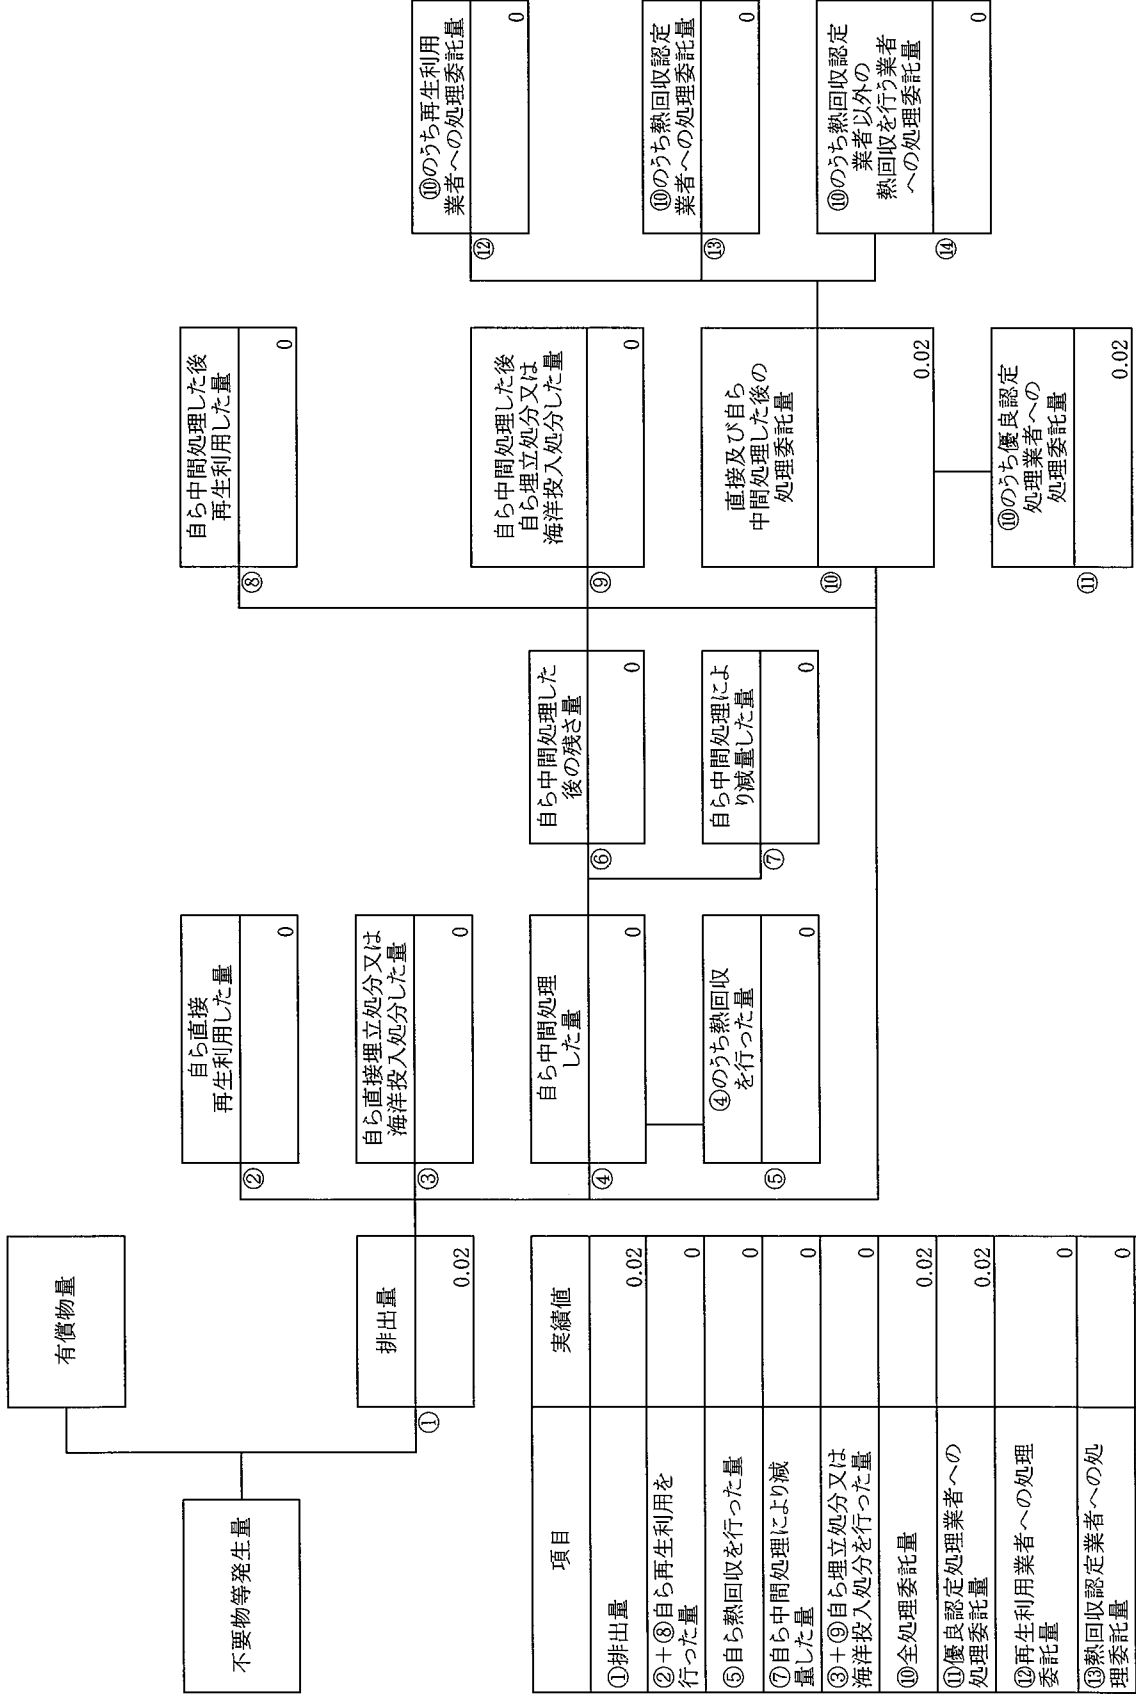 有償物量
不要物等発生量
排出量
①
0.02
自ら直接
再生利用した量
②
0
自ら直接埋立処分又は
海洋投入処分した量
③
0
自ら中間処理
した量
④
0
④のうち熱回収
を行った量
⑤
0
自ら中間処理した
後の残さ量
⑥
0
自ら中間処理によ
り減量した量
⑦
0
自ら中間処理した後
再生利用した量
⑧
0
自ら中間処理した後
自ら埋立処分又は
海洋投入処分した量
⑨
0
直接及び自ら
中間処理した後の
処理委託量
⑩
0.02
⑩のうち優良認定
処理業者への
処理委託量
⑪
0.02
⑩のうち再生利用
業者への処理委託量
⑫
0
⑩のうち熱回収認定
業者への処理委託量
⑬
0
⑩のうち熱回収認定
業者以外の
熱回収を行う業者
への処理委託量
⑭
0
項目 実績値
①排出量 0.02
②+⑧自ら再生利用を
行った量 0
⑤自ら熱回収を行った量 0
⑦自ら中間処理により減
量した量 0
③+⑨自ら埋立処分又は
海洋投入処分を行った量 0
⑩全処理委託量 0.02
⑪優良認定処理業者への
処理委託量 0.02
⑫再生利用業者への処理
委託量 0
⑬熱回収認定業者への処
理委託量 0